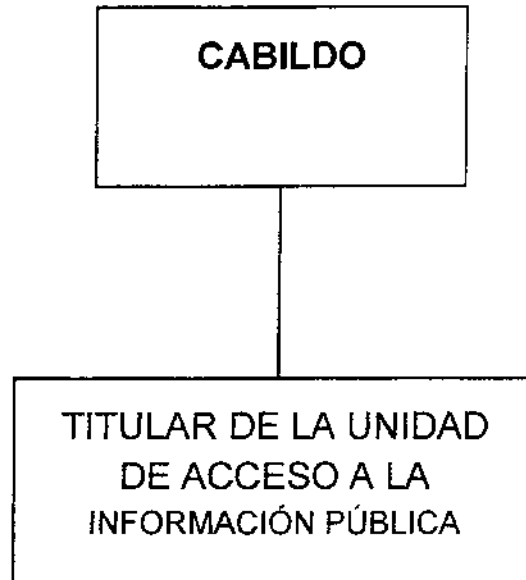 CABILDO
TITULAR DE LA UNIDAD
DE ACCESO A LA
INFORMACIÓN PÚBLICA